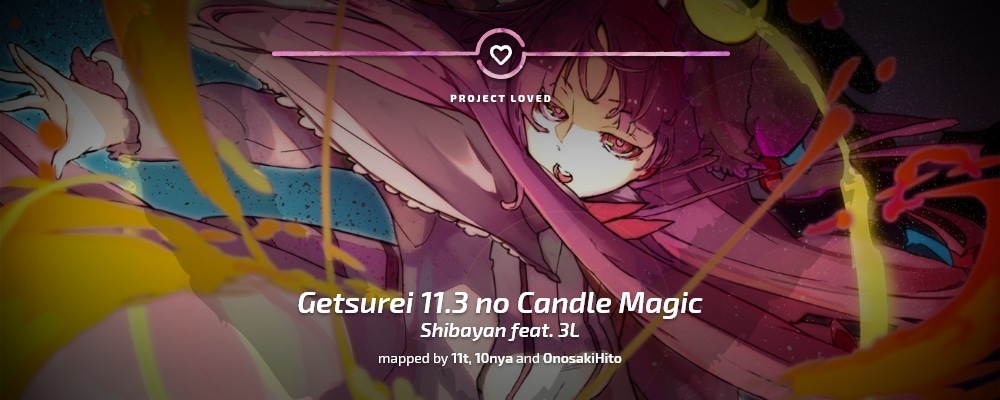 PROJECT LOVED
Getsurei 11.3 no Candle Magic
Shibayan feat. 3L
mapped by 11t, 10nya and OnosakiHito